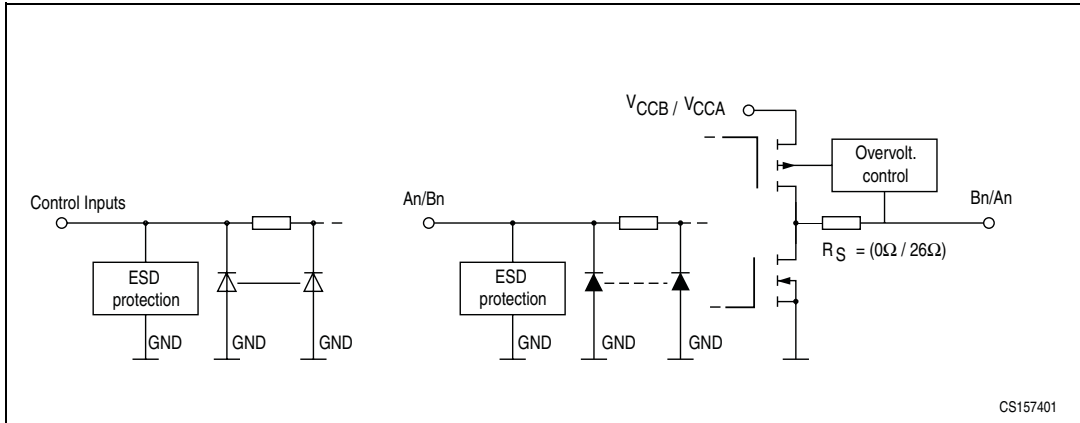 VCCB / VCCA
Overvolt.
control
Control Inputs
An/Bn
Bn/An
RS = (0Ω / 26Ω)
ESD
protection
ESD
protection
GND
GND
GND
GND
GND
GND
CS157401